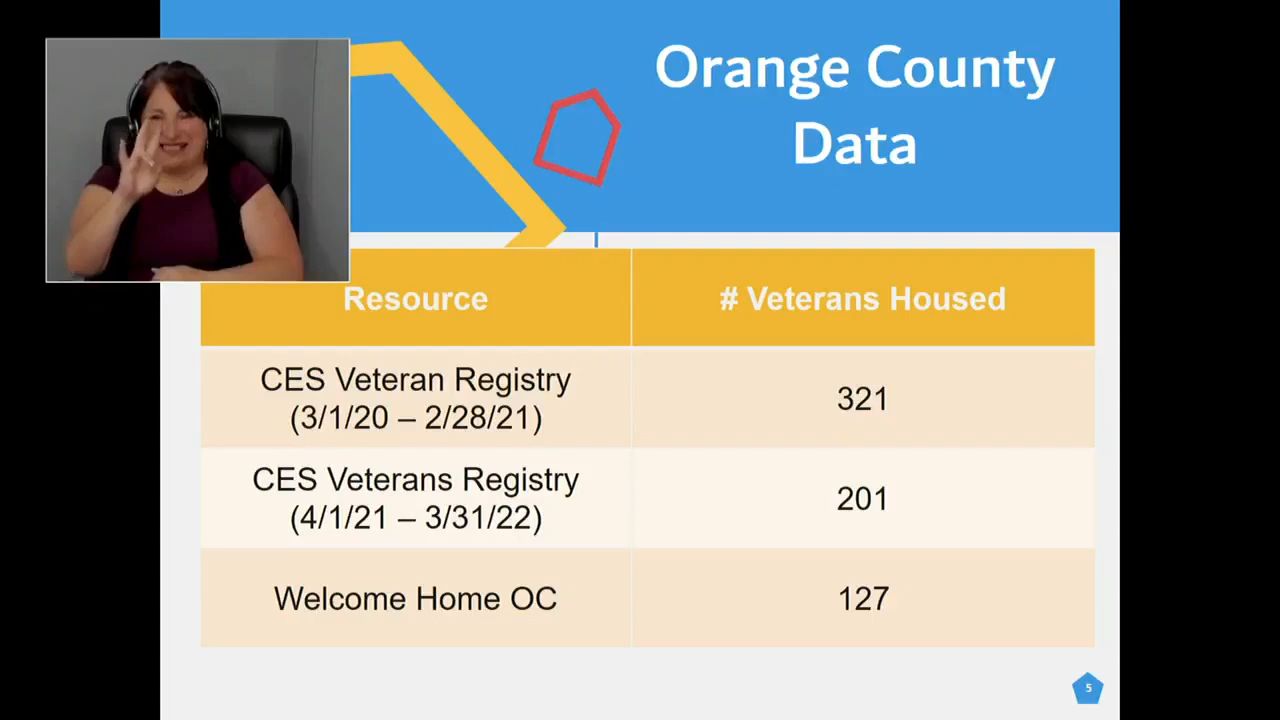 Orange County
Data
Resource
# Veterans Housed
CES Veteran Registry
(3/1/20 – 2/28/21)
321
CES Veterans Registry
(4/1/21 – 3/31/22)
201
Welcome Home OC
127
5